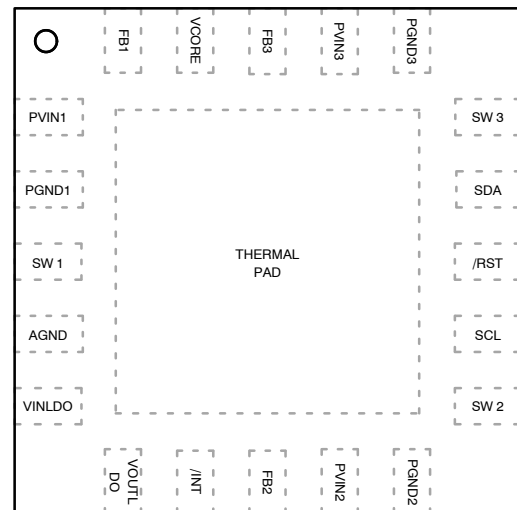 FB1
VCORE
FB3
PVIN3
PGND3
PVIN1
SW 3
PGND1
SDA
SW 1
THERMAL
PAD
/RST
AGND
SCL
VINLDO
SW 2
VOUTL
DO
/INT
FB2
PVIN2
PGND2